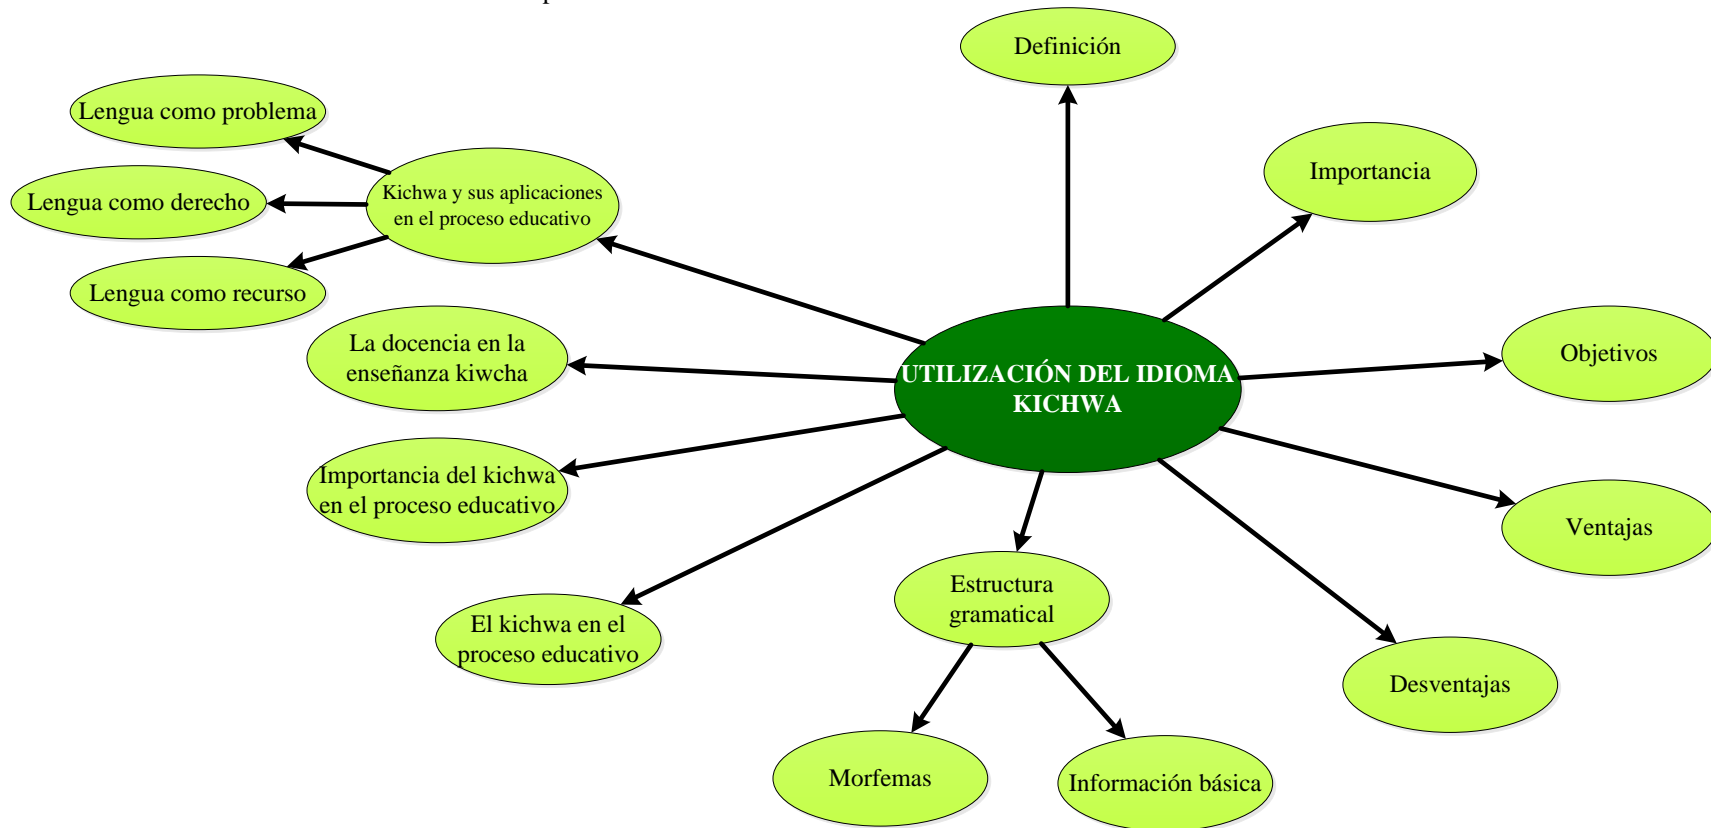 Definición
Lengua como problema
Importancia
Kichwa y sus aplicaciones
en el proceso educativo
Lengua como derecho
Lengua como recurso
La docencia en la
enseñanza kiwcha
Objetivos
UTILIZACIÓN DEL IDIOMA
KICHWA
Importancia del kichwa
en el proceso educativo
Ventajas
Estructura
gramatical
El kichwa en el
proceso educativo
Desventajas
Morfemas
Información básica